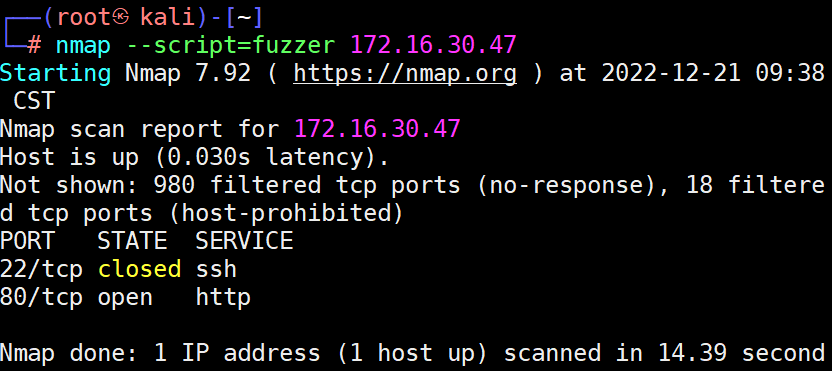 ┌──(root㉿kali)-[~]
└─# nmap --script=fuzzer 172.16.30.47
Starting Nmap 7.92 ( https://nmap.org ) at 2022-12-21 09:38
 CST
Nmap scan report for 172.16.30.47
Host is up (0.030s latency).
Not shown: 980 filtered tcp ports (no-response), 18 filtere
d tcp ports (host-prohibited)
PORT   STATE  SERVICE
22/tcp closed ssh
80/tcp open   http

Nmap done: 1 IP address (1 host up) scanned in 14.39 second